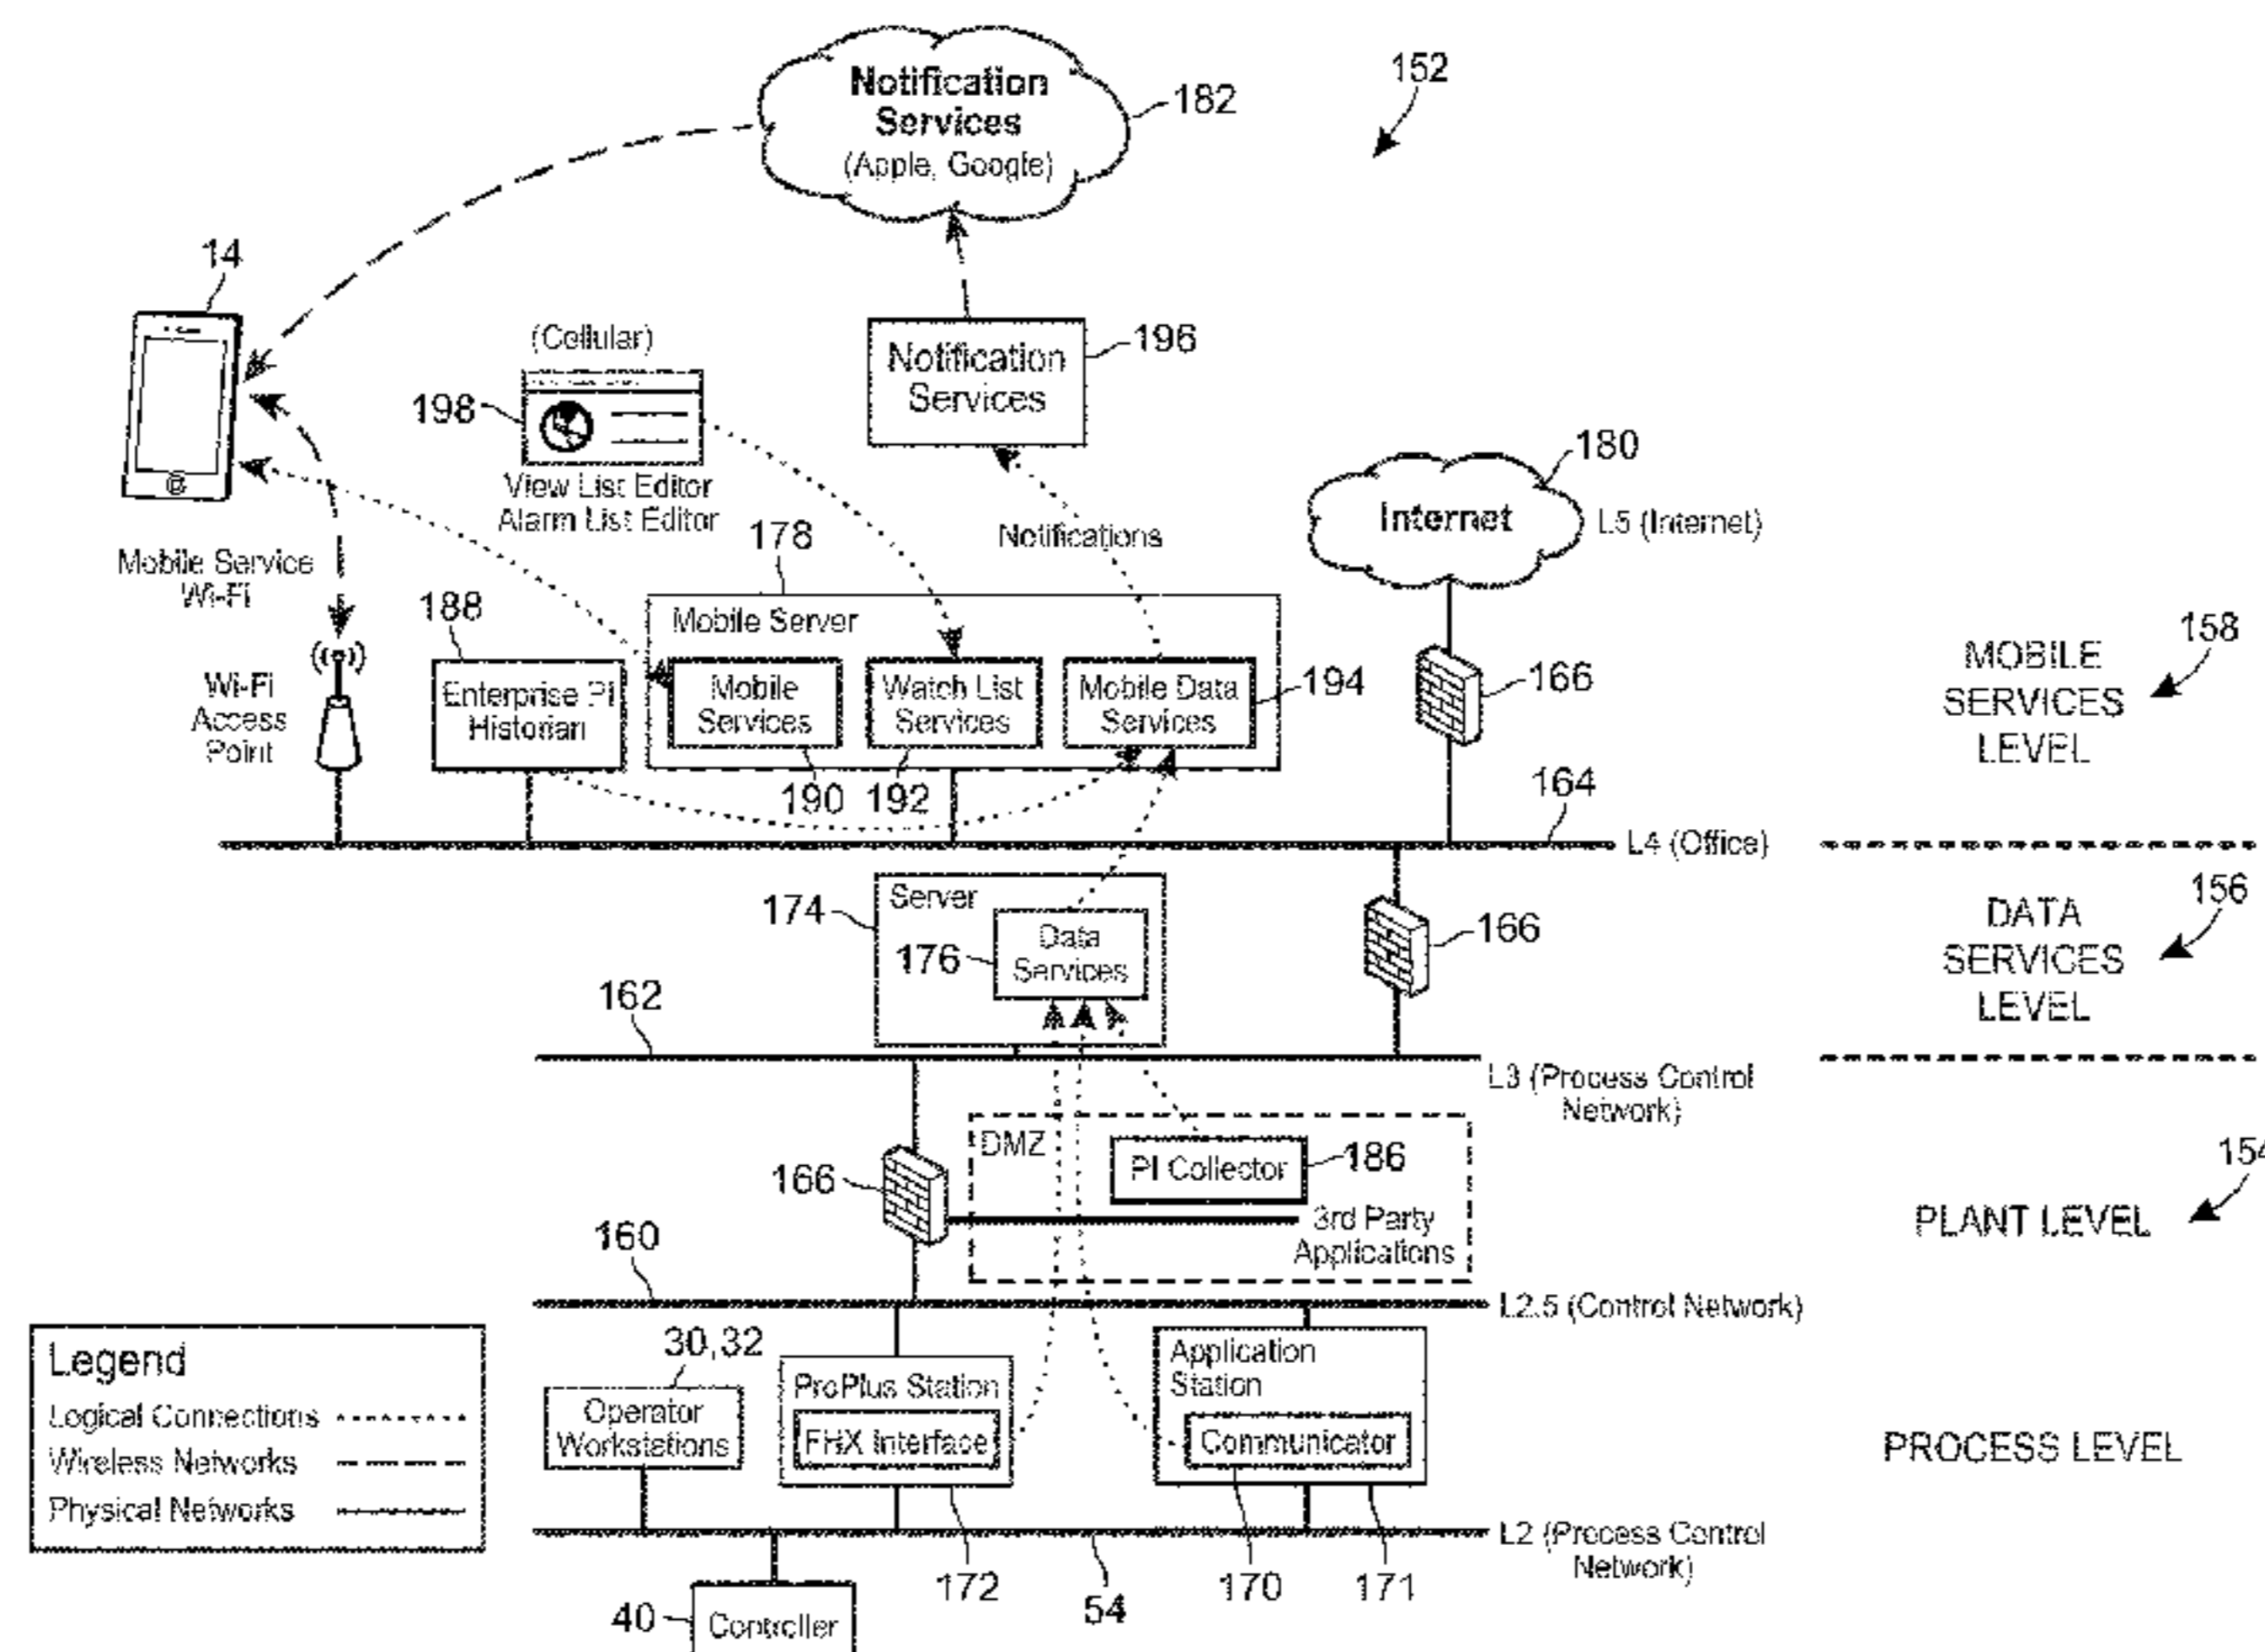 152
Notification
Services
(Apple, Google)
182
14
(Cellular)
198
View List Editor
Alarm List Editor
Notification
Services
196
180
Internet
L5 (Internet)
Notifications
178
Mobile Service
Wi-Fi
188
Mobile Server
Wi-Fi
Access
Point
Enterprise PI
Historian
Mobile
Services
Watch List
Services
Mobile Data
Services
194
166
190
192
MOBILE
SERVICES
LEVEL
158
164
L4 (Office)
174
Server
176
Data
Services
166
DATA
SERVICES
LEVEL
156
162
L3 (Process Control
Network)
DMZ
PI Collector
186
166
3rd Party
Applications
PLANT LEVEL
154
160
L2.5 (Control Network)
30,32
Operator
Workstations
ProPlus Station
FHX Interface
Application
Station
Communicator
PROCESS LEVEL
Legend
Logical Connections
Wireless Networks
Physical Networks
L2 (Process Control
Network)
172
54
170
171
40
Controller